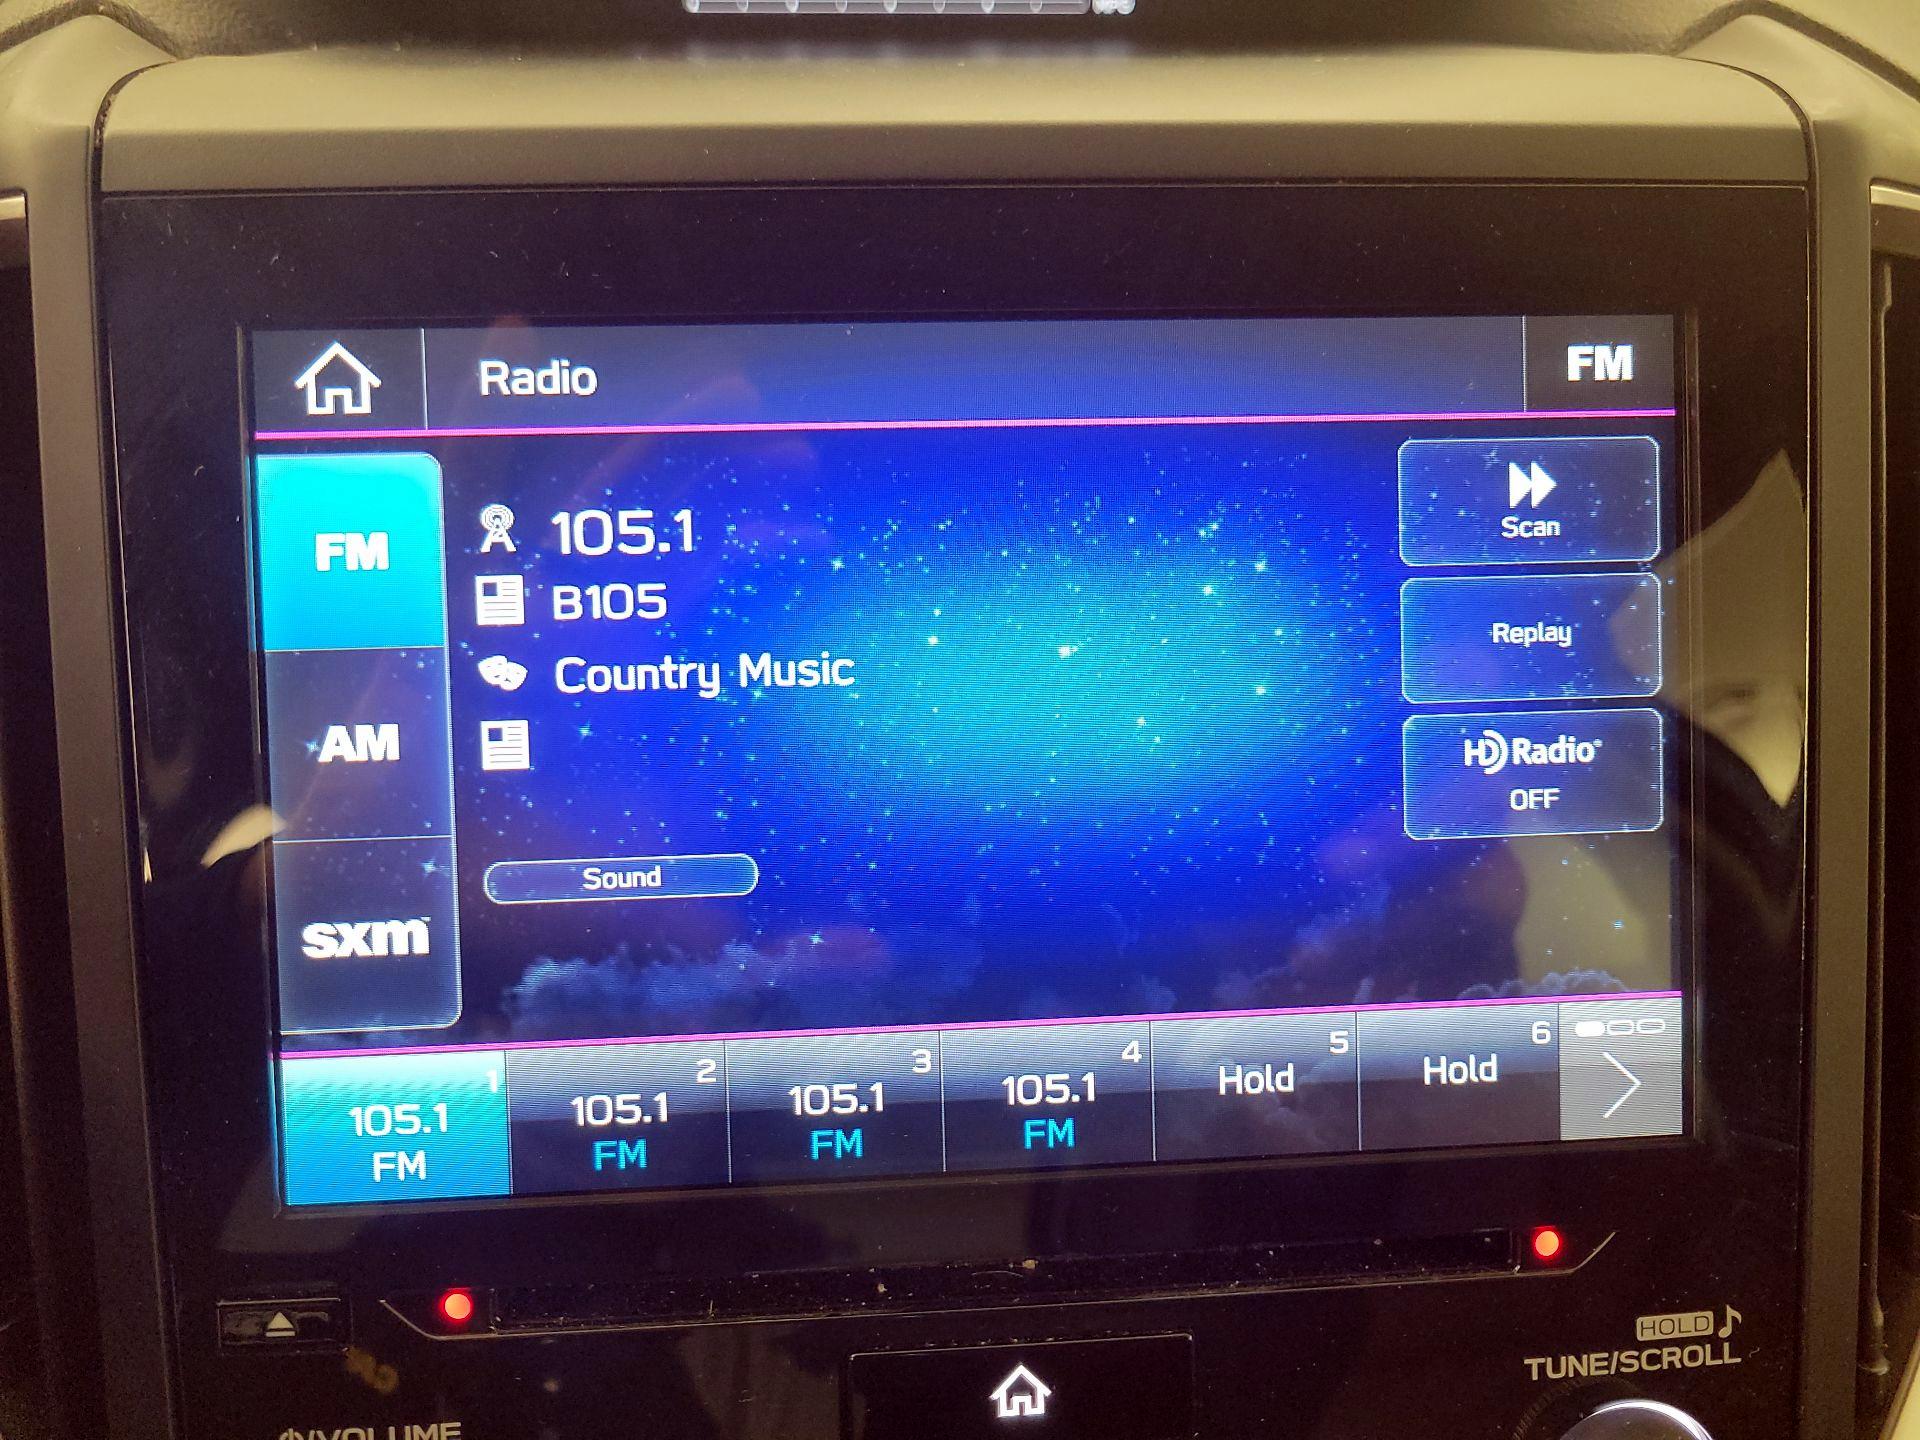 Radio
FM
FM
105.1
Scan
B105
Replay
Country Music
AM
HD Radio
OFF
Sound
sxm
1
105.1
FM
2
105.1
FM
3
105.1
FM
4
105.1
FM
5
Hold
6
Hold
HOLD
TUNE/SCROLL
/VOLUME